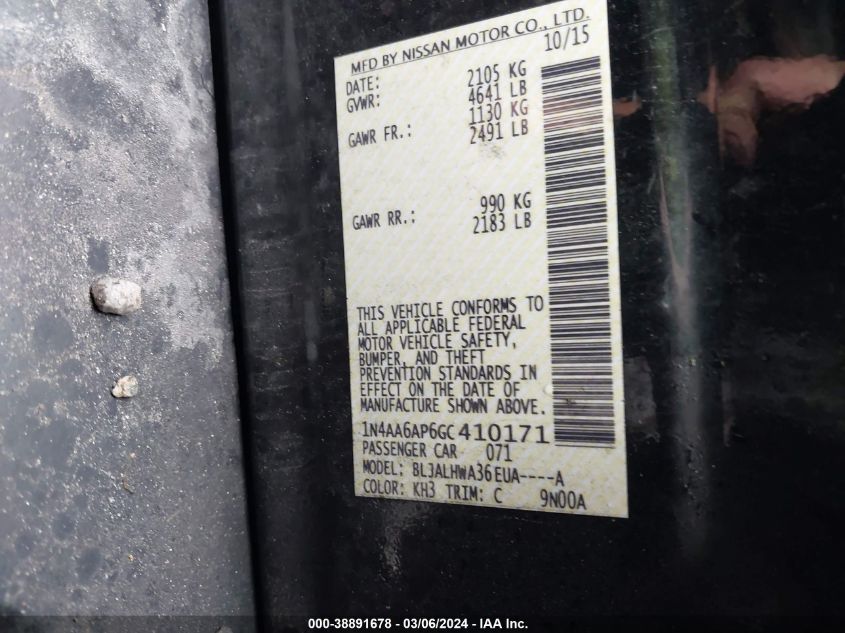 MFD BY NISSAN MOTOR CO., LTD.
DATE: 10/15
GVWR: 2105 KG
4641 LB
GAWR FR.: 1130 KG
2491 LB
GAWR RR.: 990 KG
2183 LB
THIS VEHICLE CONFORMS TO
ALL APPLICABLE FEDERAL
MOTOR VEHICLE SAFETY,
BUMPER, AND THEFT
PREVENTION STANDARDS IN
EFFECT ON THE DATE OF
MANUFACTURE SHOWN ABOVE.
1N4AA6AP6GC410171
PASSENGER CAR 071
MODEL: BL3ALHWA36EUA----A
COLOR: KH3 TRIM: C 9N00A
000-38891678 — 03/06/2024 — IAA Inc.